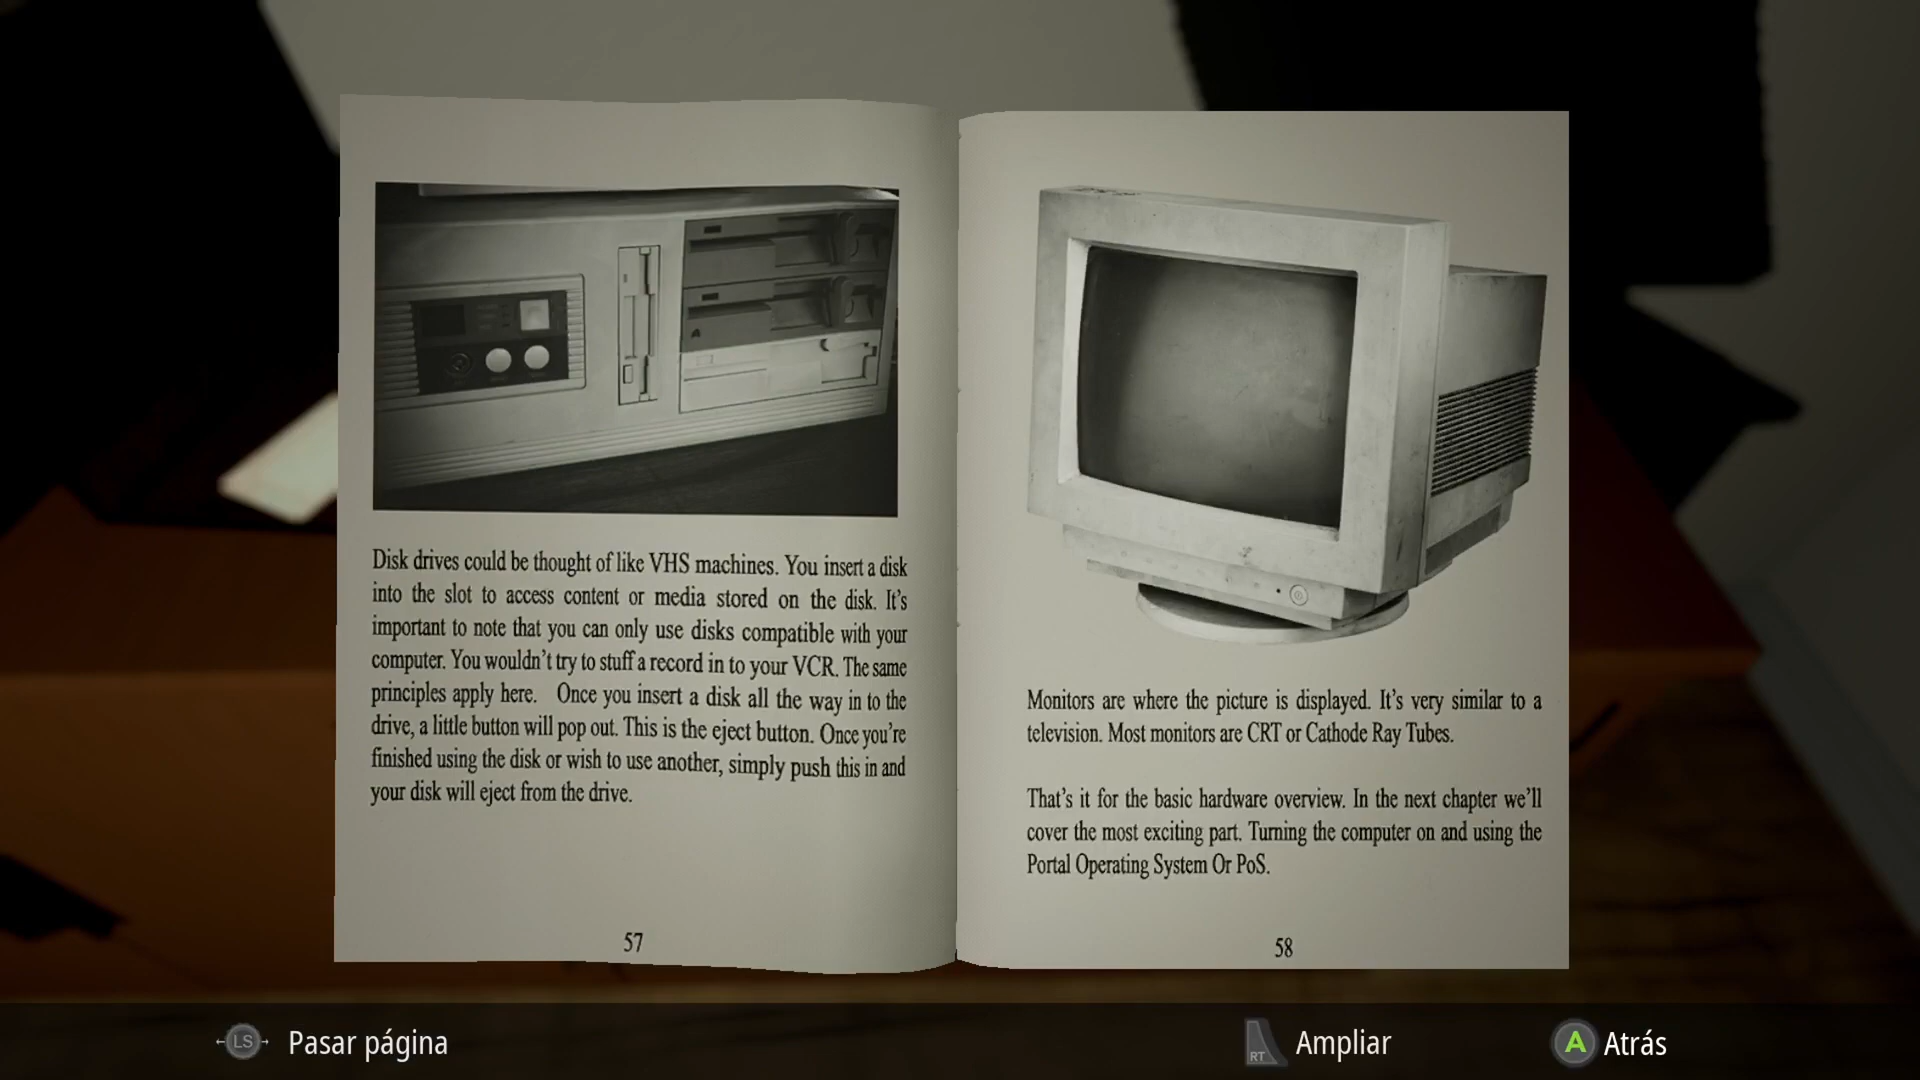 Disk drives could be thought of like VHS machines. You insert a disk
into the slot to access content or media stored on the disk. It's
important to note that you can only use disks compatible with your
computer. You wouldn't try to stuff a record in to your VCR. The same
principles apply here. Once you insert a disk all the way in to the
drive, a little button will pop out. This is the eject button. Once you're
finished using the disk or wish to use another, simply push this in and
your disk will eject from the drive.
57
Monitors are where the picture is displayed. It's very similar to a
television. Most monitors are CRT or Cathode Ray Tubes.
That's it for the basic hardware overview. In the next chapter we'll
cover the most exciting part. Turning the computer on and using the
Portal Operating System Or PoS.
58
LS Pasar página
RT Ampliar
A Atrás